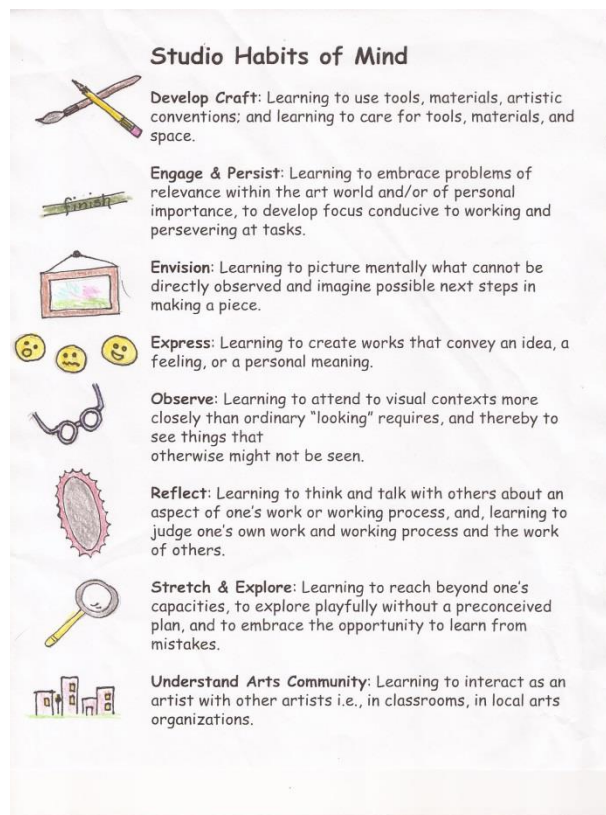 Studio Habits of Mind
Develop Craft: Learning to use tools, materials, artistic
conventions; and learning to care for tools, materials, and
space.
Engage & Persist: Learning to embrace problems of
relevance within the art world and/or of personal
importance, to develop focus conducive to working and
persevering at tasks.
finish
Envision: Learning to picture mentally what cannot be
directly observed and imagine possible next steps in
making a piece.
Express: Learning to create works that convey an idea, a
feeling, or a personal meaning.
Observe: Learning to attend to visual contexts more
closely than ordinary “looking” requires, and thereby to
see things that
otherwise might not be seen.
Reflect: Learning to think and talk with others about an
aspect of one’s work or working process, and, learning to
judge one’s own work and working process and the work
of others.
Stretch & Explore: Learning to reach beyond one’s
capacities, to explore playfully without a preconceived
plan, and to embrace the opportunity to learn from
mistakes.
Understand Arts Community: Learning to interact as an
artist with other artists i.e., in classrooms, in local arts
organizations.